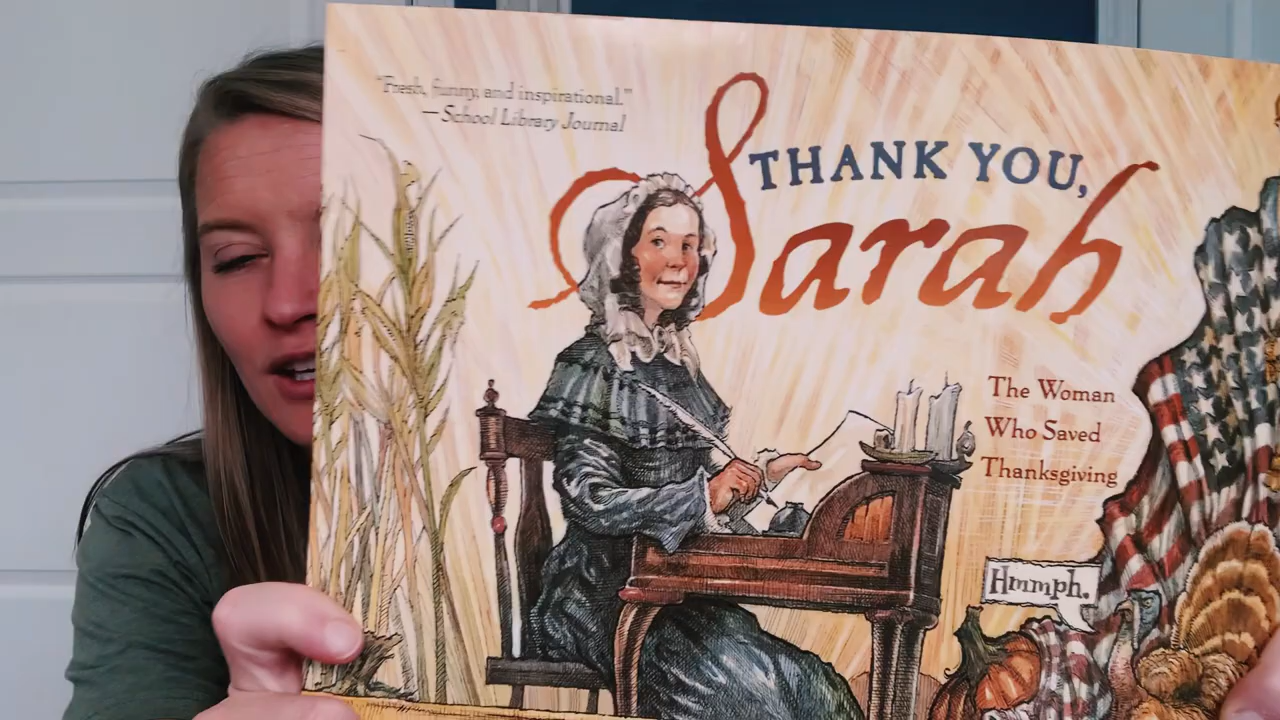 "Fresh, funny, and inspirational."
—School Library Journal
THANK YOU,
Sarah
The Woman
Who Saved
Thanksgiving
Hmmph.